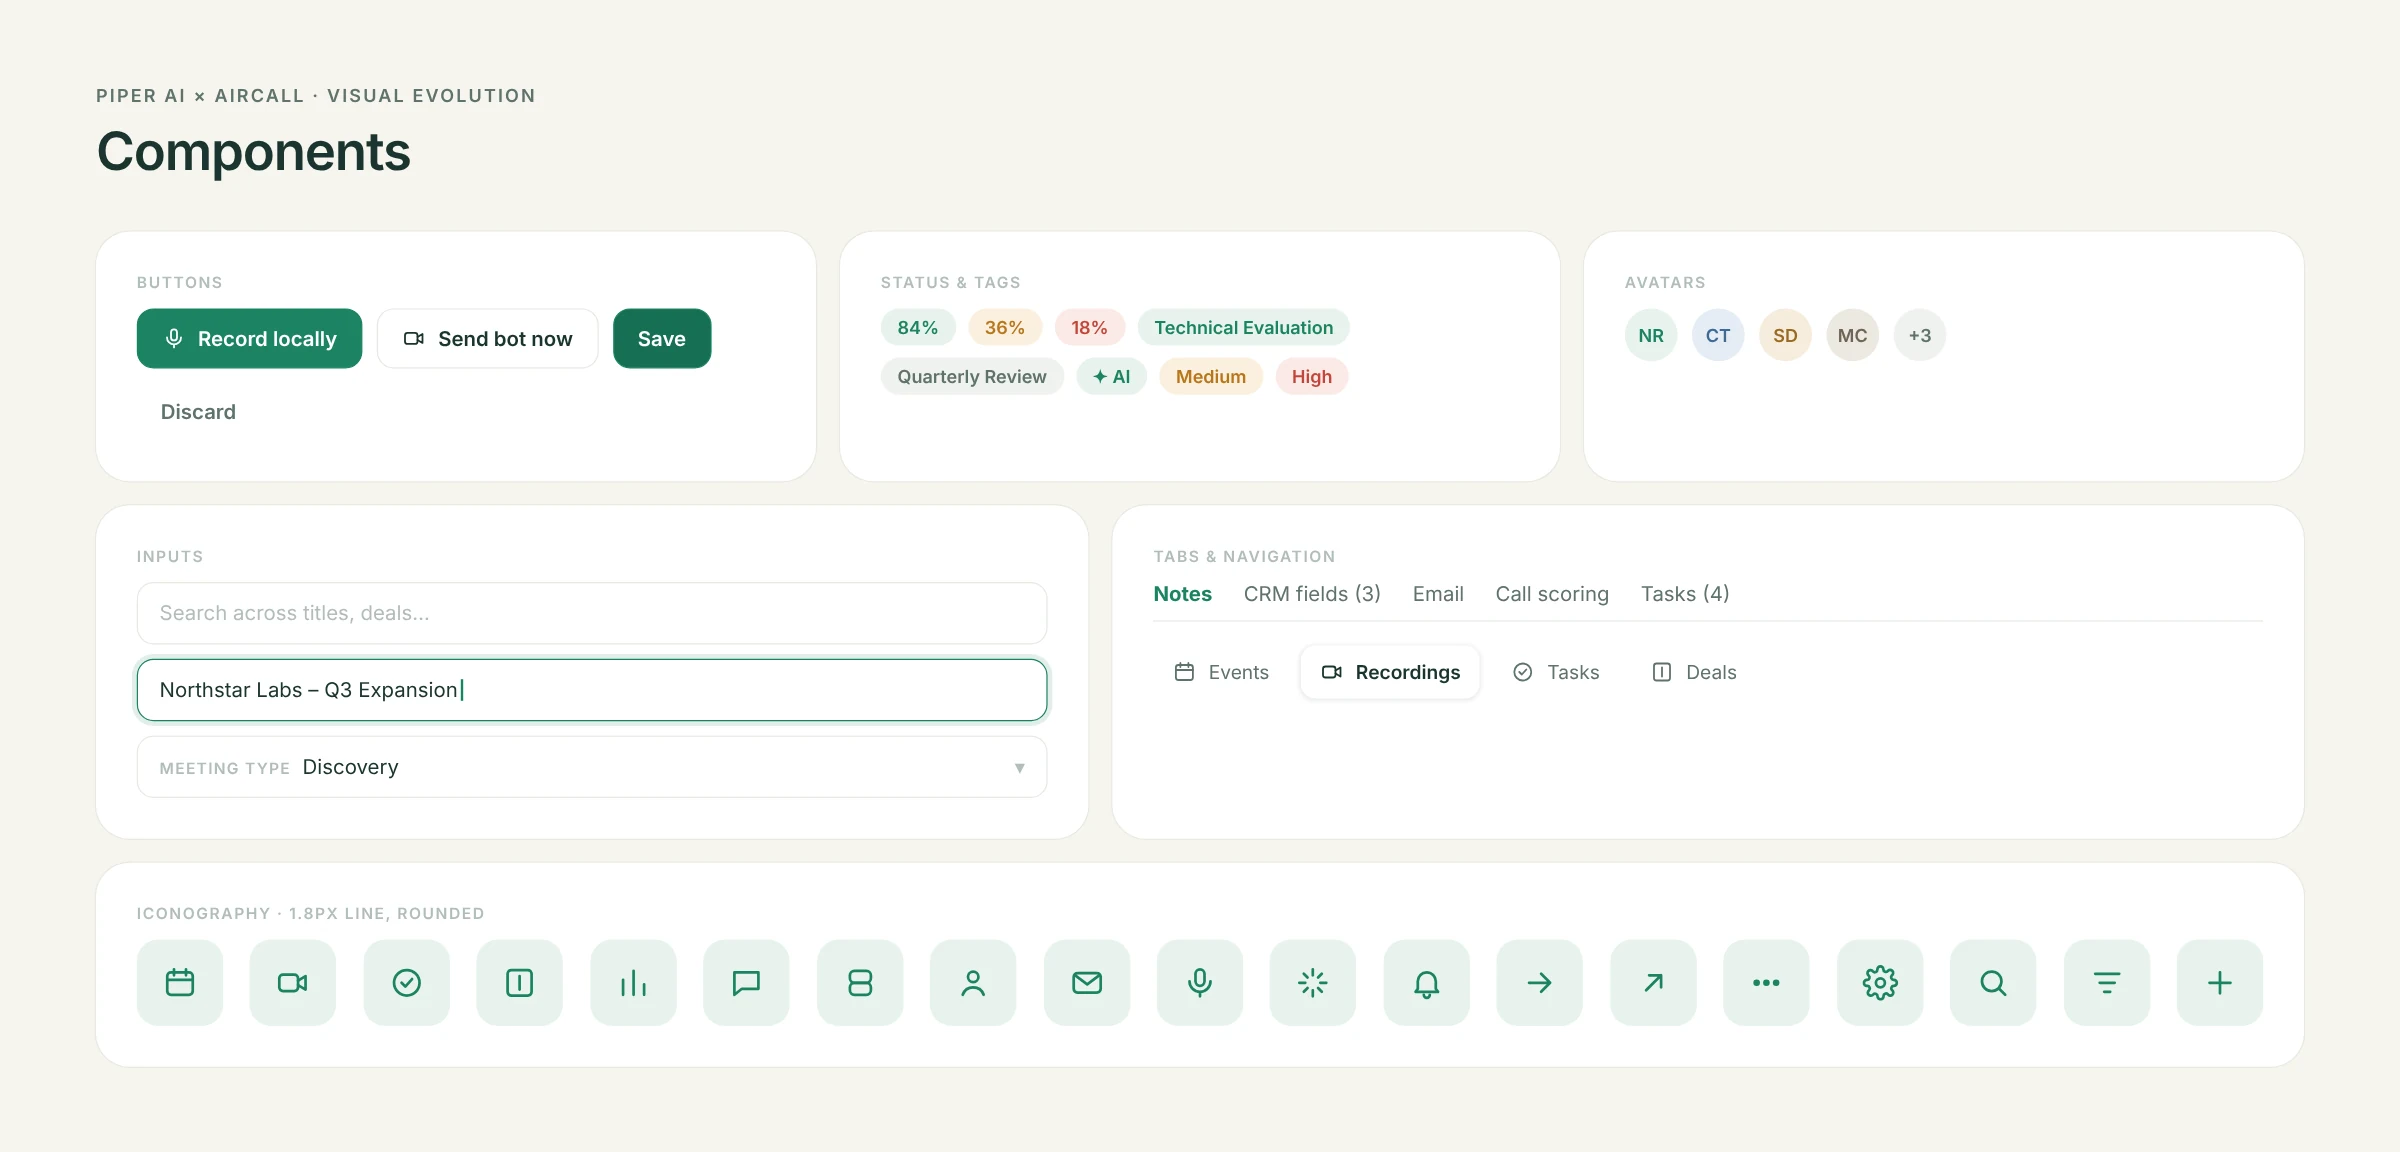 PIPER AI × AIRCALL · VISUAL EVOLUTION
Components
BUTTONS
Record locally
Send bot now
Save
Discard
STATUS & TAGS
84%
36%
18%
Technical Evaluation
Quarterly Review
✦ AI
Medium
High
AVATARS
NR
CT
SD
MC
+3
INPUTS
Search across titles, deals...
Northstar Labs – Q3 Expansion
MEETING TYPE Discovery
TABS & NAVIGATION
Notes
CRM fields (3)
Email
Call scoring
Tasks (4)
Events
Recordings
Tasks
Deals
ICONOGRAPHY · 1.8PX LINE, ROUNDED